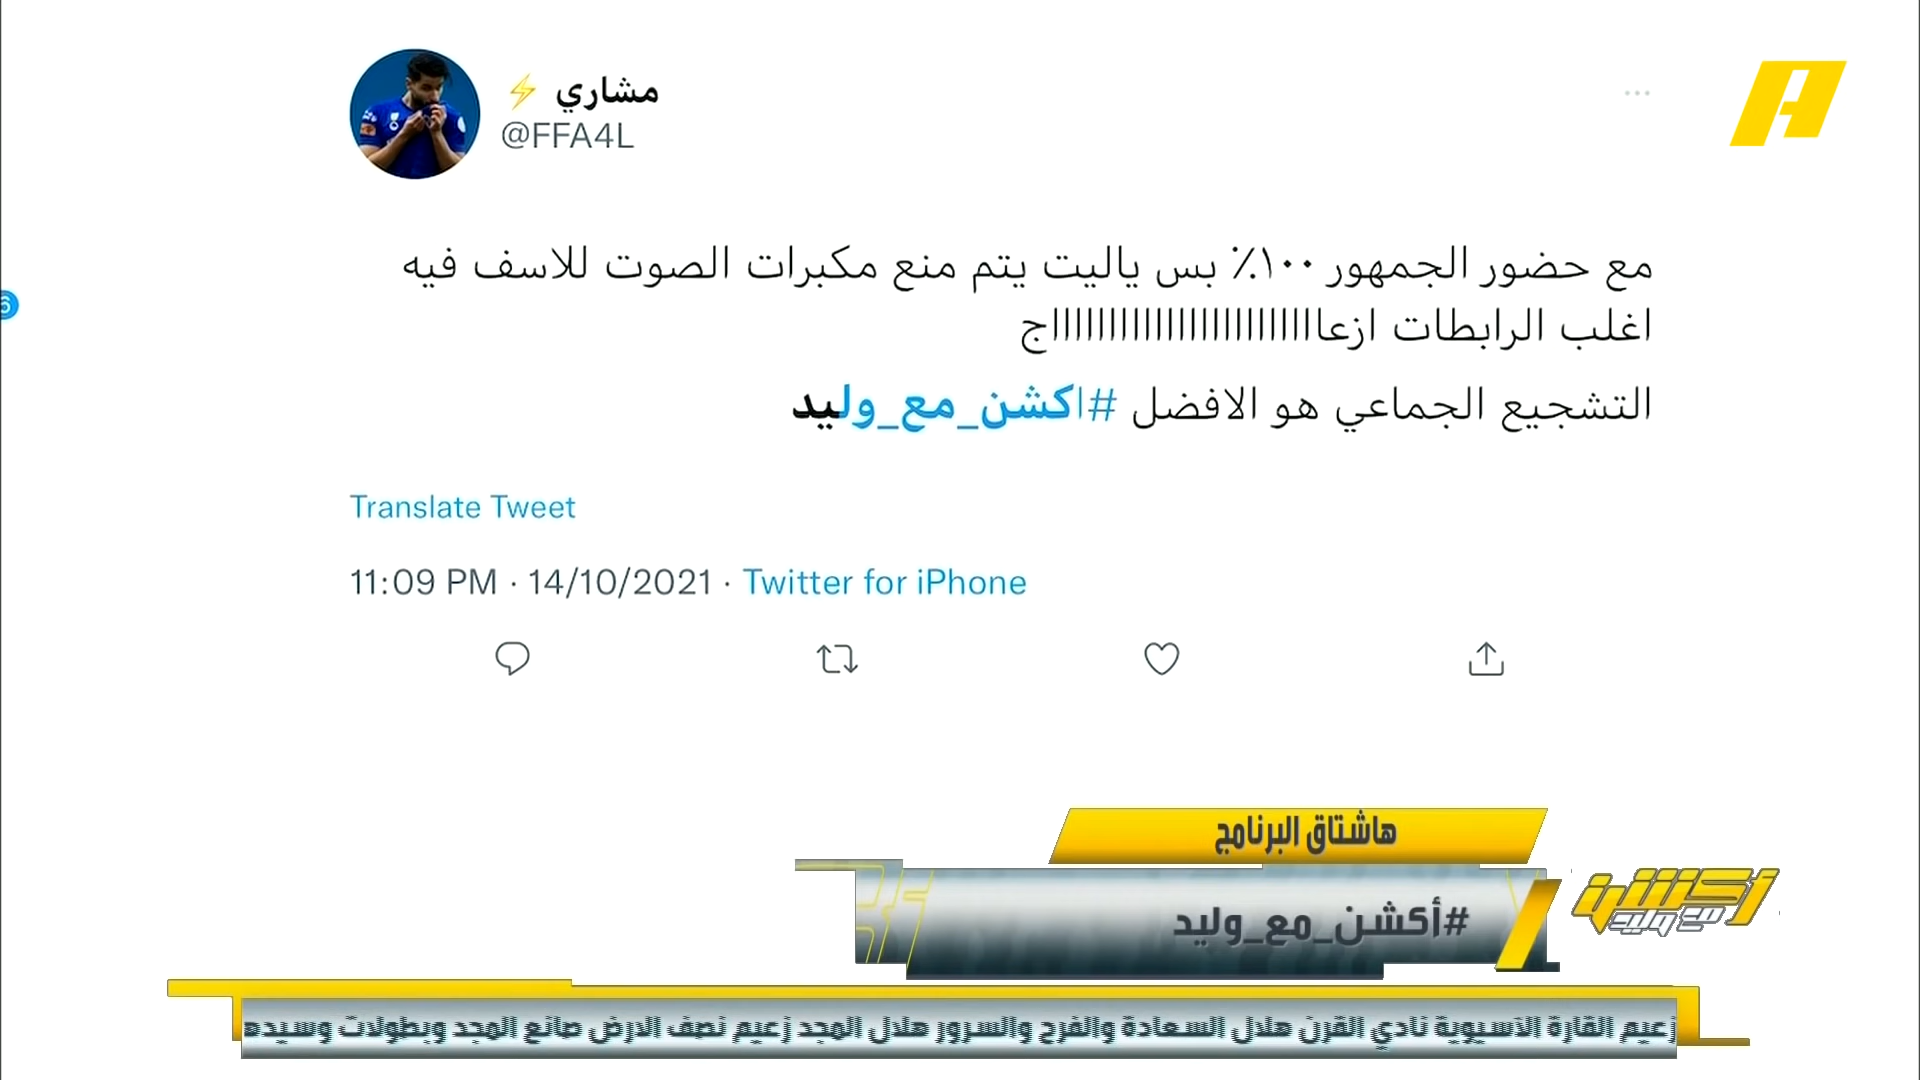 مشاري ⚡
@FFA4L
مع حضور الجمهور ١٠٠٪ بس ياليت يتم منع مكبرات الصوت للاسف فيه
اغلب الرابطات ازعاااااااااااااااااااااااج
التشجيع الجماعي هو الافضل #اكشن_مع_وليد
Translate Tweet
11:09 PM · 14/10/2021 · Twitter for iPhone
هاشتاق البرنامج
#أكشن_مع_وليد
أكشن
مع وليد
زعيم القارة الآسيوية نادي القرن هلال السعادة والفرح والسرور هلال المجد زعيم نصف الارض صانع المجد وبطولات وسيده